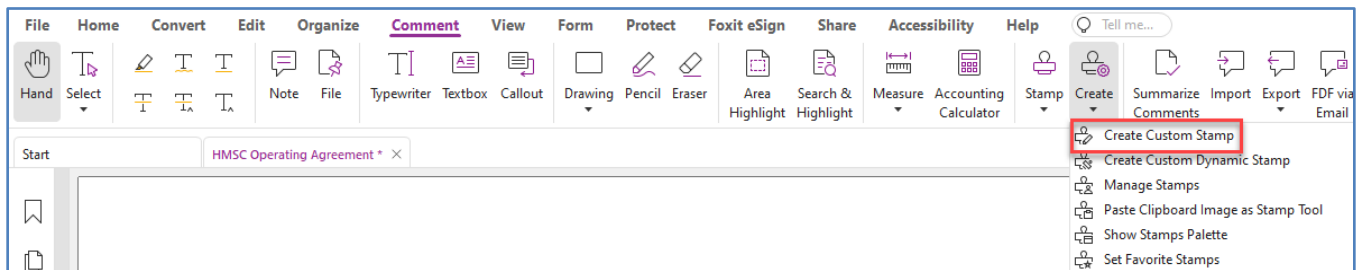 File Home Convert Edit Organize Comment View Form Protect Foxit eSign Share Accessibility Help Tell me...
Hand Select Note File Typewriter Textbox Callout Drawing Pencil Eraser Area Highlight Search & Highlight Measure Accounting Calculator Stamp Create Summarize Comments Import Export FDF via Email
Start HMSC Operating Agreement * ×
Create Custom Stamp
Create Custom Dynamic Stamp
Manage Stamps
Paste Clipboard Image as Stamp Tool
Show Stamps Palette
Set Favorite Stamps